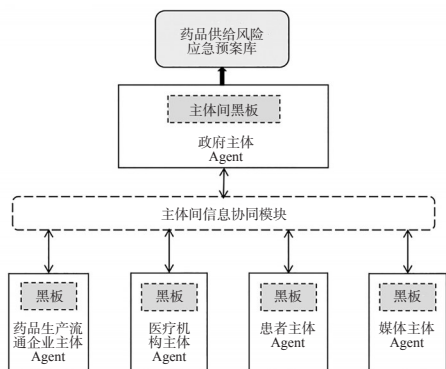 药品供给风险
应急预案库
主体间黑板
政府主体
Agent
主体间信息协同模块
黑板
药品生产流
通企业主体
Agent
黑板
医疗机
构主体
Agent
黑板
患者主体
Agent
黑板
媒体主体
Agent